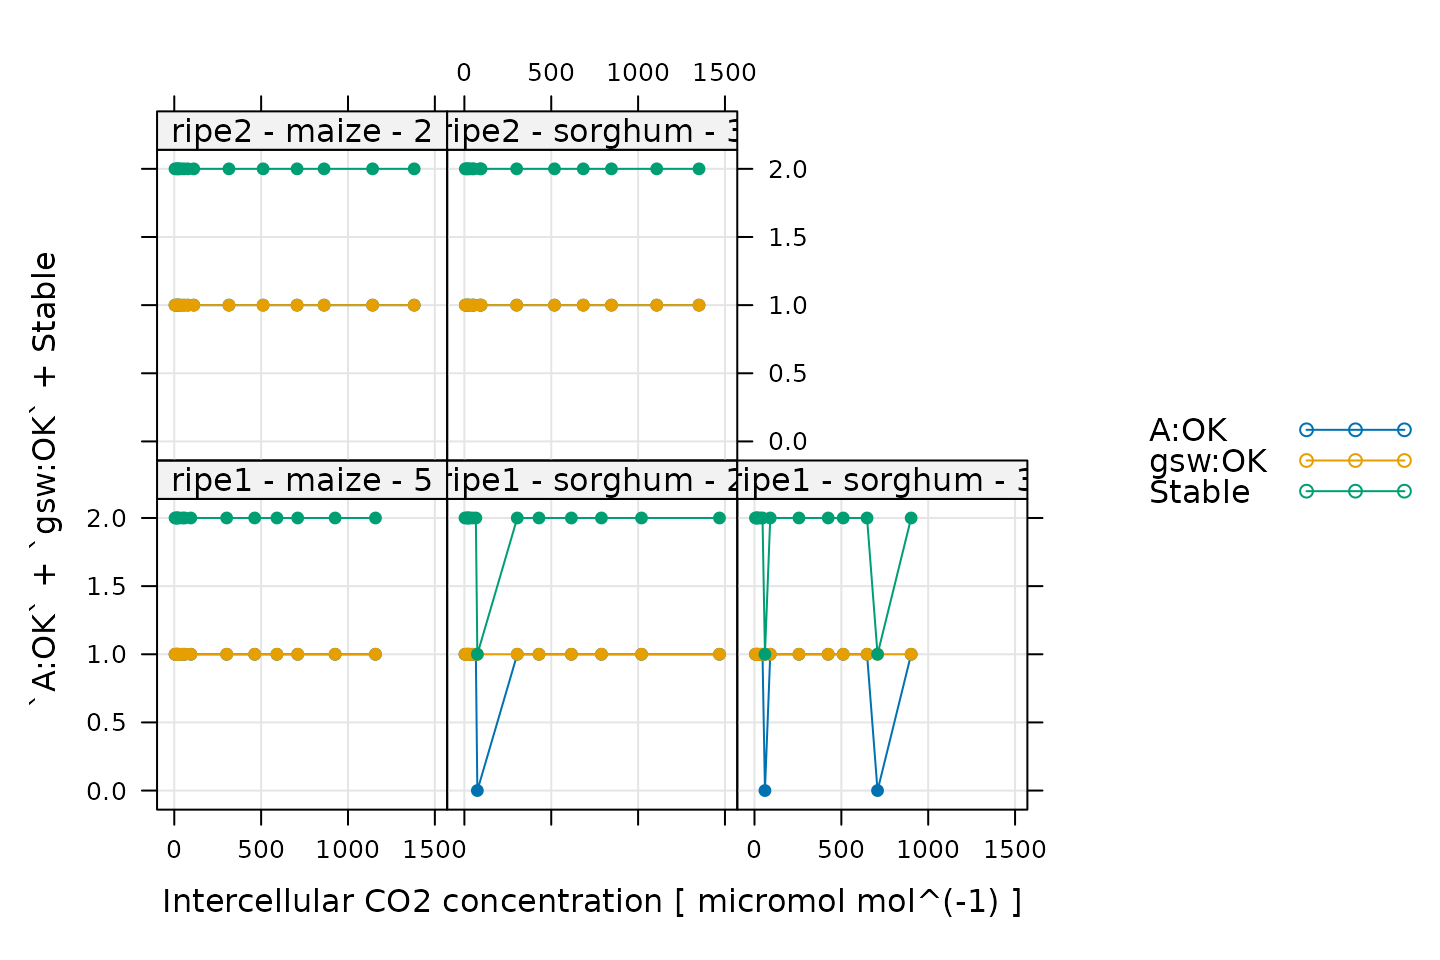 0 500 1000 1500
ripe2 - maize - 2 ripe2 - sorghum - 3
2.0
1.5
1.0
0.5
0.0
`A:OK` + `gsw:OK` + Stable
A:OK
gsw:OK
Stable
ripe1 - maize - 5 ripe1 - sorghum - 2 ripe1 - sorghum - 3
2.0
1.5
1.0
0.5
0.0
0 500 1000 1500 0 500 1000 1500
Intercellular CO2 concentration [ micromol mol^(-1) ]